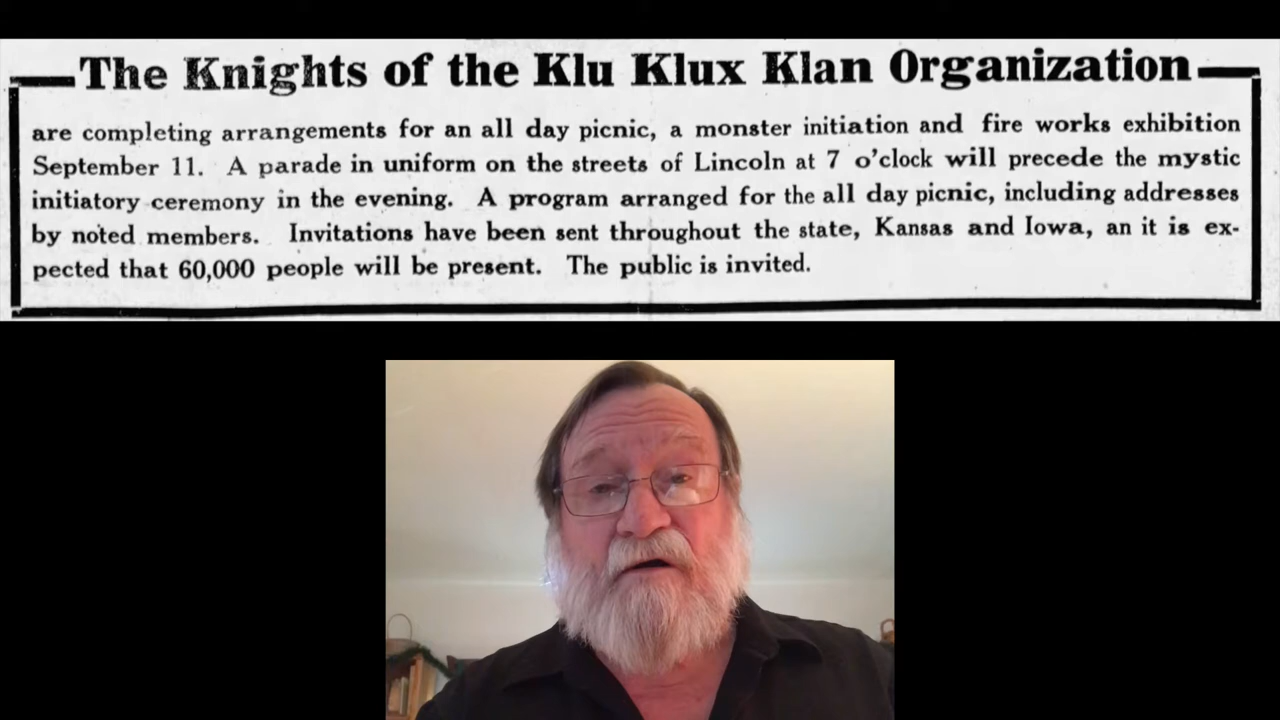 The Knights of the Klu Klux Klan Organization
are completing arrangements for an all day picnic, a monster initiation and fire works exhibition
September 11. A parade in uniform on the streets of Lincoln at 7 o'clock will precede the mystic
initiatory ceremony in the evening. A program arranged for the all day picnic, including addresses
by noted members. Invitations have been sent throughout the state, Kansas and Iowa, an it is ex-
pected that 60,000 people will be present. The public is invited.